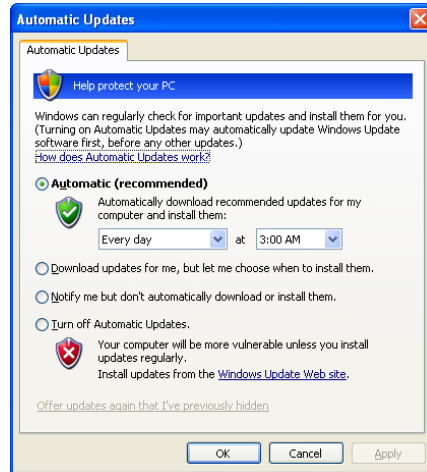 Automatic Updates
Automatic Updates
Help protect your PC
Windows can regularly check for important updates and install them for you.
(Turning on Automatic Updates may automatically update Windows Update
software first, before any other updates.)
How does Automatic Updates work?
Automatic (recommended)
Automatically download recommended updates for my
computer and install them:
Every day at 3:00 AM
Download updates for me, but let me choose when to install them.
Notify me but don't automatically download or install them.
Turn off Automatic Updates.
Your computer will be more vulnerable unless you install
updates regularly.
Install updates from the Windows Update Web site.
Offer updates again that I've previously hidden
OK Cancel Apply